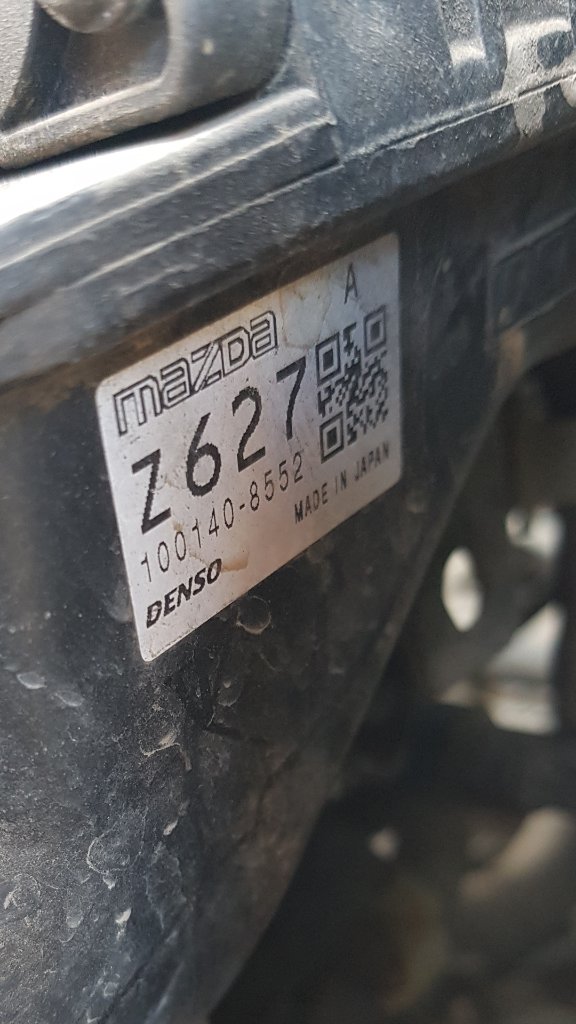 A
mazDa
Z627
100140-8552
MADE IN JAPAN
DENSO